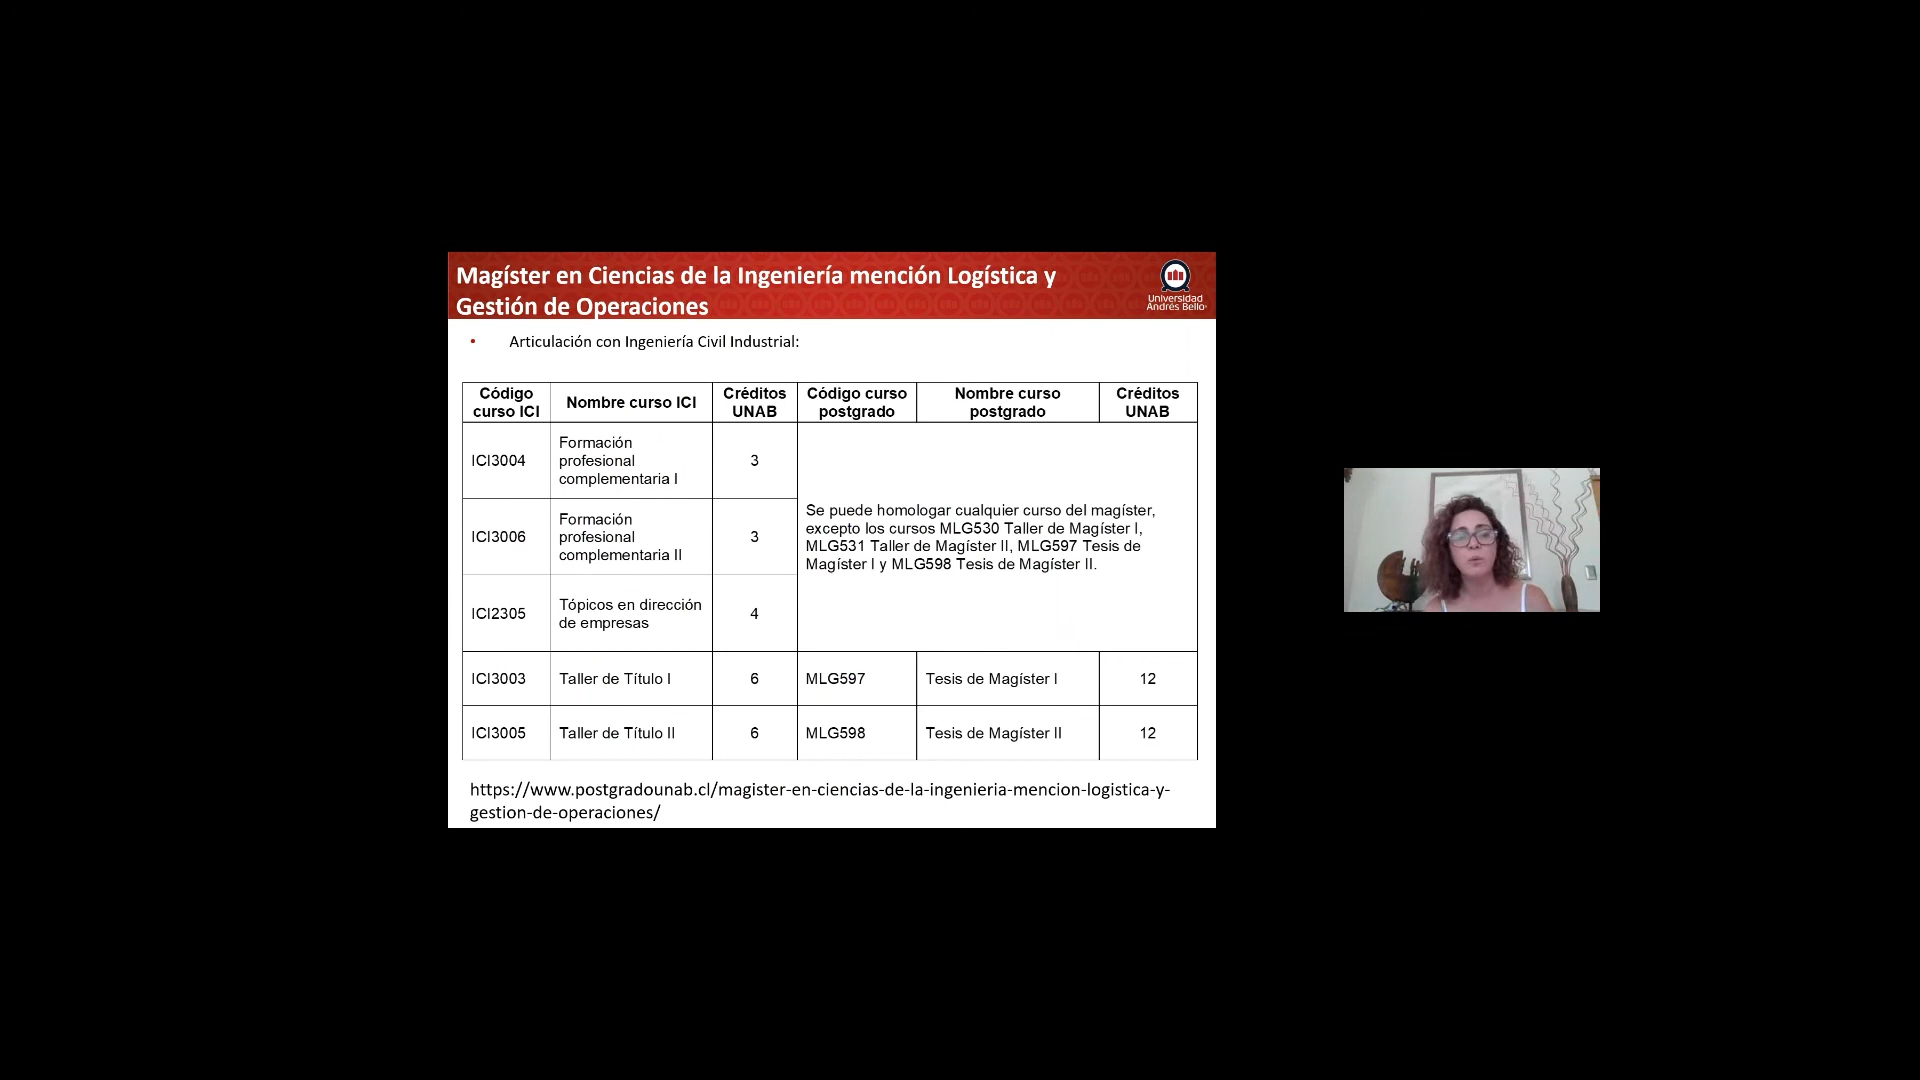 Magíster en Ciencias de la Ingeniería mención Logística y
Gestión de Operaciones
Universidad
Andrés Bello
• Articulación con Ingeniería Civil Industrial:
Código curso ICI
Nombre curso ICI
Créditos UNAB
Código curso postgrado
Nombre curso postgrado
Créditos UNAB
ICI3004
Formación
profesional
complementaria I
3
Se puede homologar cualquier curso del magíster,
excepto los cursos MLG530 Taller de Magíster I,
MLG531 Taller de Magíster II, MLG597 Tesis de
Magíster I y MLG598 Tesis de Magíster II.
ICI3006
Formación
profesional
complementaria II
3
ICI2305
Tópicos en dirección
de empresas
4
ICI3003
Taller de Título I
6
MLG597
Tesis de Magíster I
12
ICI3005
Taller de Título II
6
MLG598
Tesis de Magíster II
12
https://www.postgradounab.cl/magister-en-ciencias-de-la-ingenieria-mencion-logistica-y-
gestion-de-operaciones/